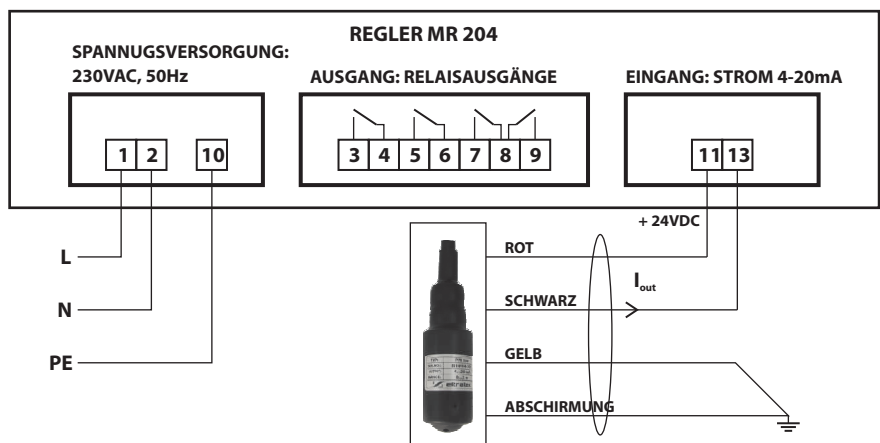 REGLER MR 204
SPANNUGSVERSORGUNG:
230VAC, 50Hz
AUSGANG: RELAISAUSGÄNGE
EINGANG: STROM 4-20mA
1 2 10
3 4 5 6 7 8 9
11 13
+ 24VDC
L
N
PE
ROT
SCHWARZ
I out
GELB
ABSCHIRMUNG